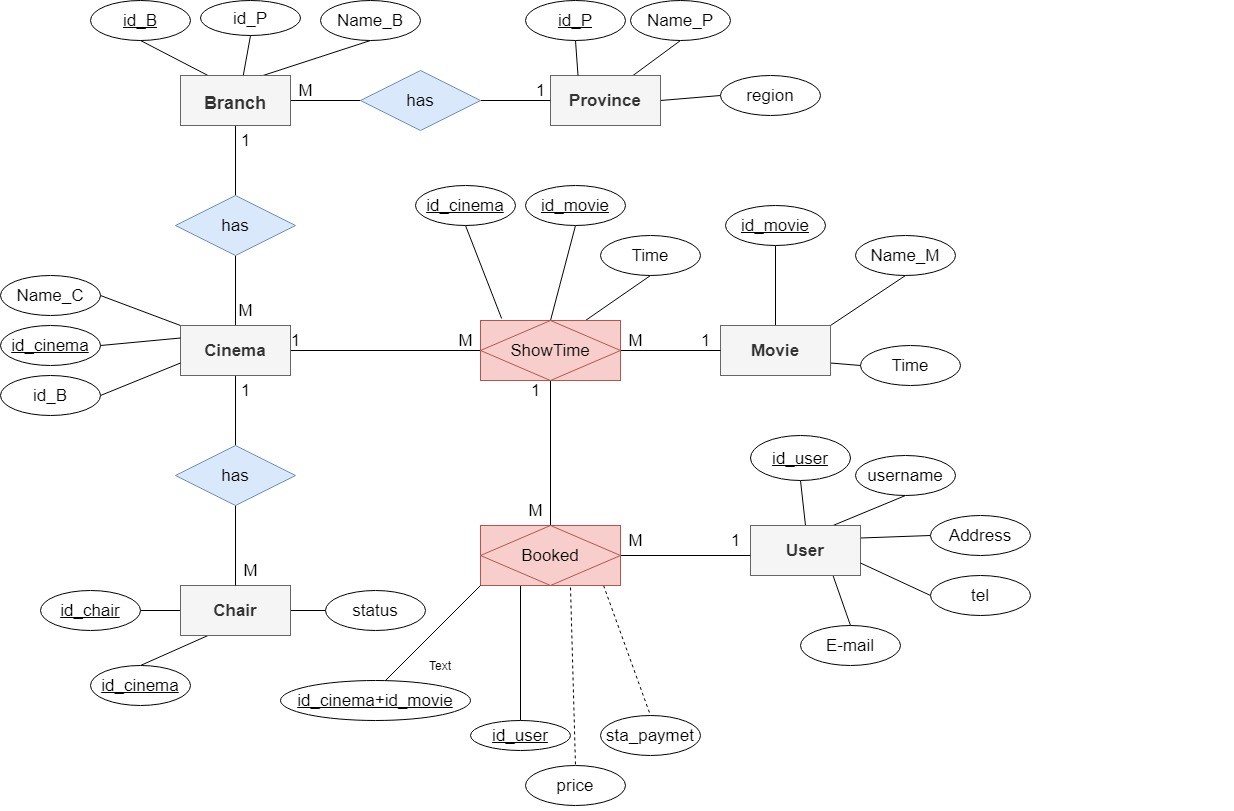 id_B
id_P
Name_B
id_P
Name_P
Branch
M
has
1
Province
region
1
has
M
id_cinema
id_movie
Time
id_movie
Name_M
Name_C
id_cinema
id_B
Cinema
1
M
ShowTime
M
1
Movie
Time
1
1
has
M
M
Booked
M
1
User
id_user
username
Address
tel
E-mail
id_chair
Chair
status
id_cinema
Text
id_cinema+id_movie
id_user
sta_paymet
price